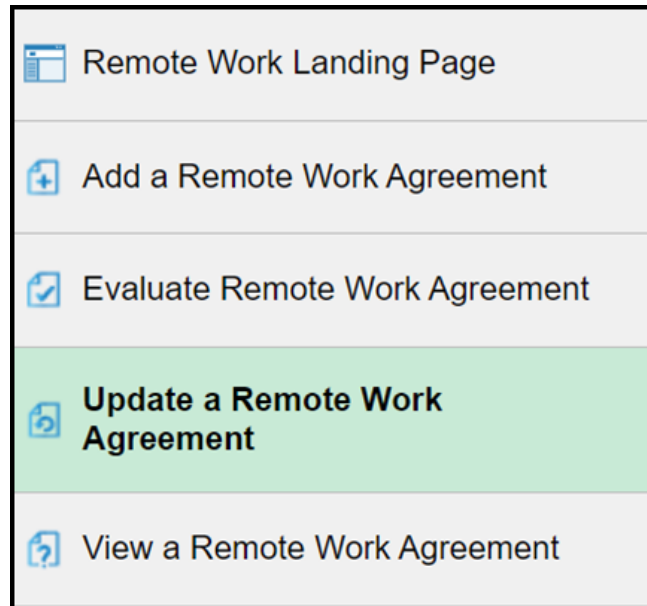 Remote Work Landing Page
Add a Remote Work Agreement
Evaluate Remote Work Agreement
Update a Remote Work
Agreement
View a Remote Work Agreement